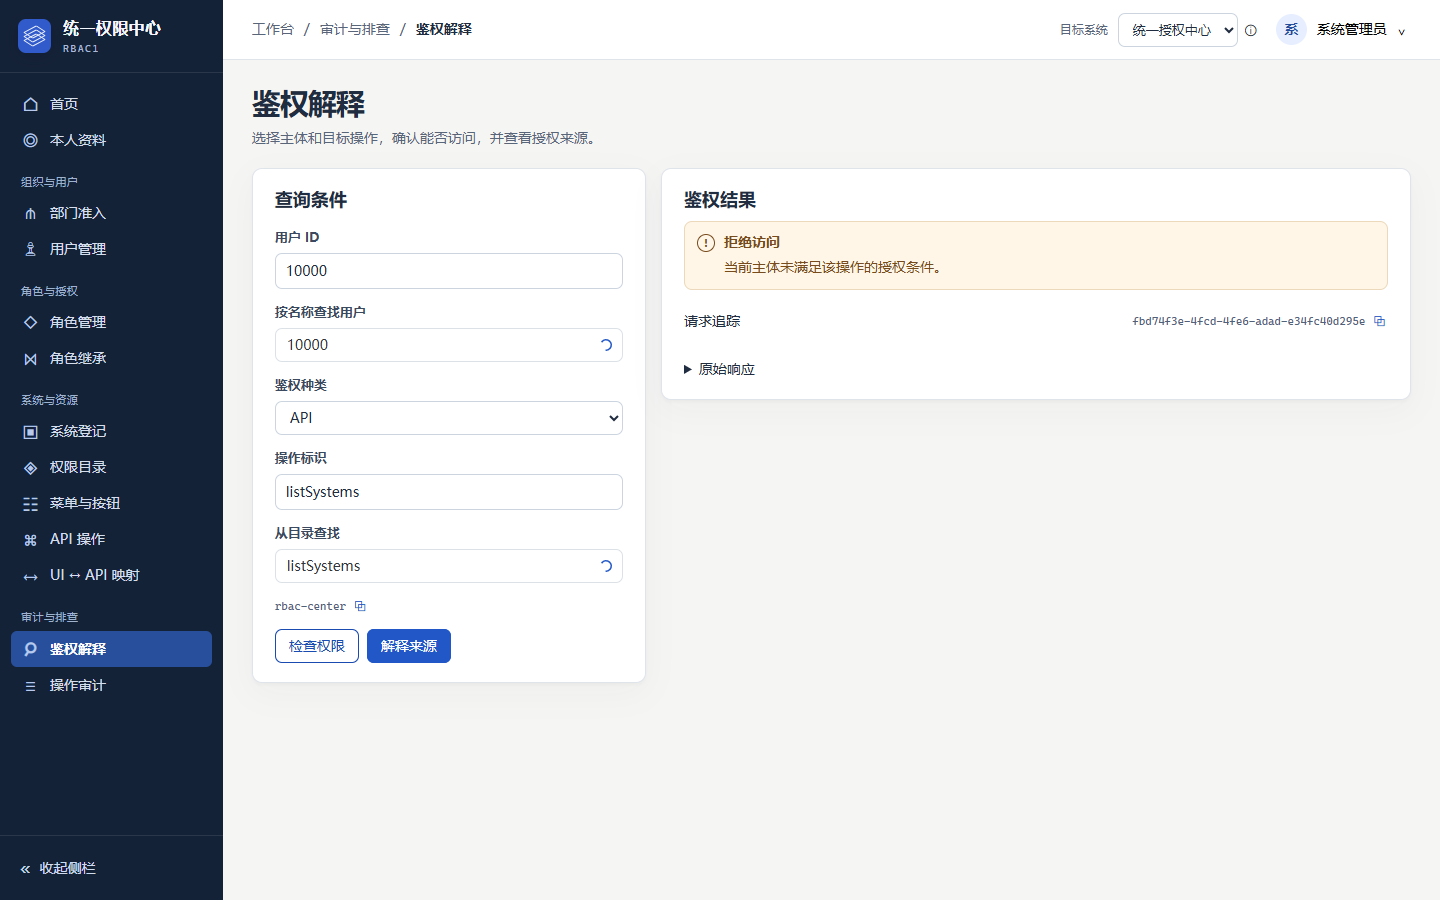 统一权限中心
RBAC1
首页
本人资料
组织与用户
部门准入
用户管理
角色与授权
角色管理
角色继承
系统与资源
系统登记
权限目录
菜单与按钮
API 操作
UI ↔ API 映射
审计与排查
鉴权解释
操作审计
« 收起侧栏
工作台 / 审计与排查 / 鉴权解释
目标系统 统一授权中心
系 系统管理员
鉴权解释
选择主体和目标操作，确认能否访问，并查看授权来源。
查询条件
用户 ID
10000
按名称查找用户
10000
鉴权种类
API
操作标识
listSystems
从目录查找
listSystems
rbac-center
检查权限 解释来源
鉴权结果
拒绝访问
当前主体未满足该操作的授权条件。
请求追踪 fbd74f3e-4fcd-4fe6-adad-e34fc40d295e
原始响应